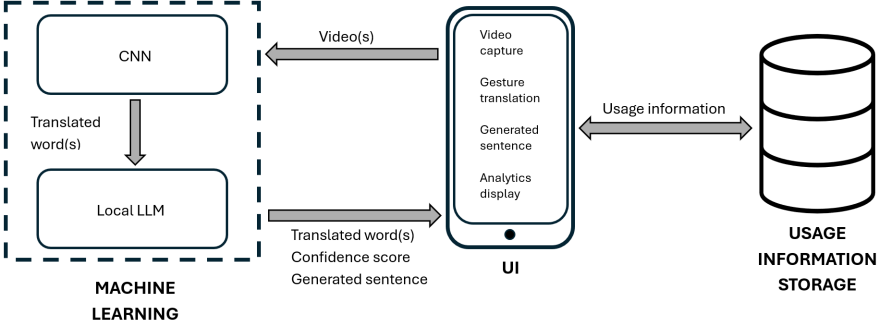 CNN
Translated
word(s)
Local LLM
MACHINE
LEARNING
Video(s)
Translated word(s)
Confidence score
Generated sentence
Video
capture
Gesture
translation
Generated
sentence
Analytics
display
UI
Usage information
USAGE
INFORMATION
STORAGE